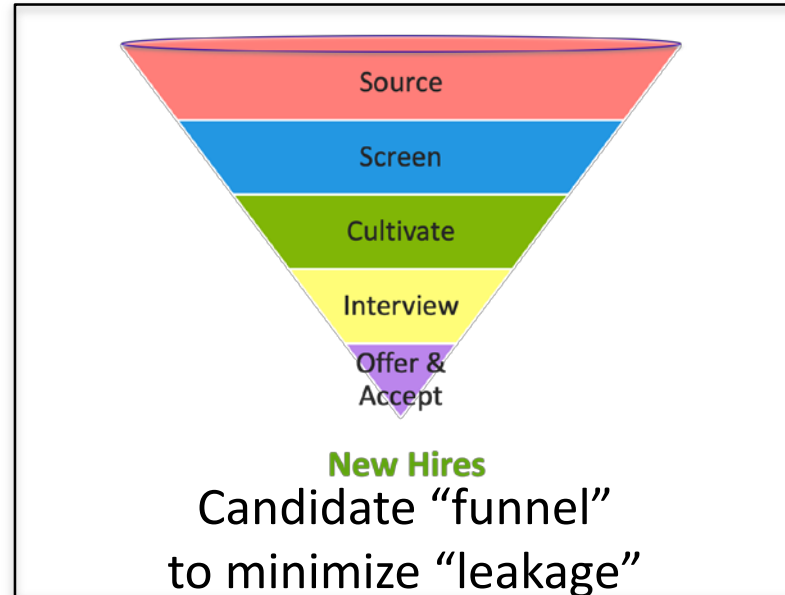 Source
Screen
Cultivate
Interview
Offer &
Accept
New Hires
Candidate “funnel”
to minimize “leakage”